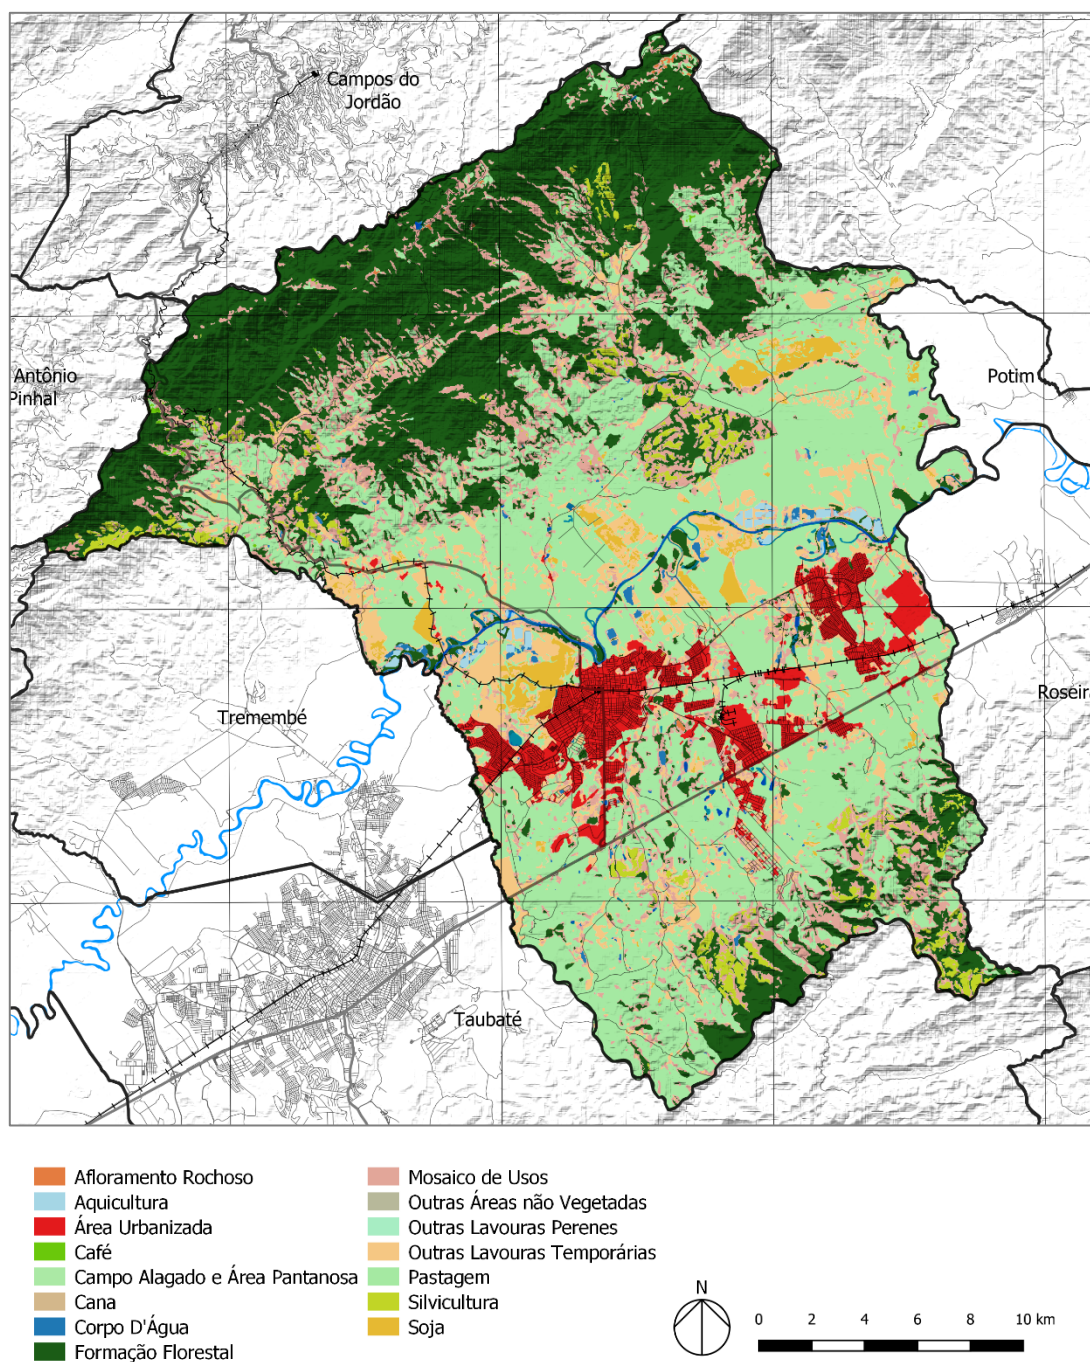 Campos do
Jordão
Antônio
Pinhal
Potim
Roseir
Tremembé
Taubaté
Afloramento Rochoso
Aquicultura
Área Urbanizada
Café
Campo Alagado e Área Pantanosa
Cana
Corpo D'Água
Formação Florestal
Mosaico de Usos
Outras Áreas não Vegetadas
Outras Lavouras Perenes
Outras Lavouras Temporárias
Pastagem
Silvicultura
Soja
N
0 2 4 6 8 10 km